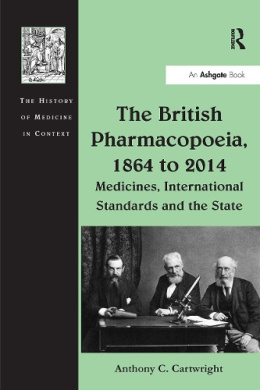 R
An Ashgate Book
THE HISTORY
OF MEDICINE
IN CONTEXT
The British
Pharmacopoeia,
1864 to 2014
Medicines, International
Standards and the State
Anthony C. Cartwright